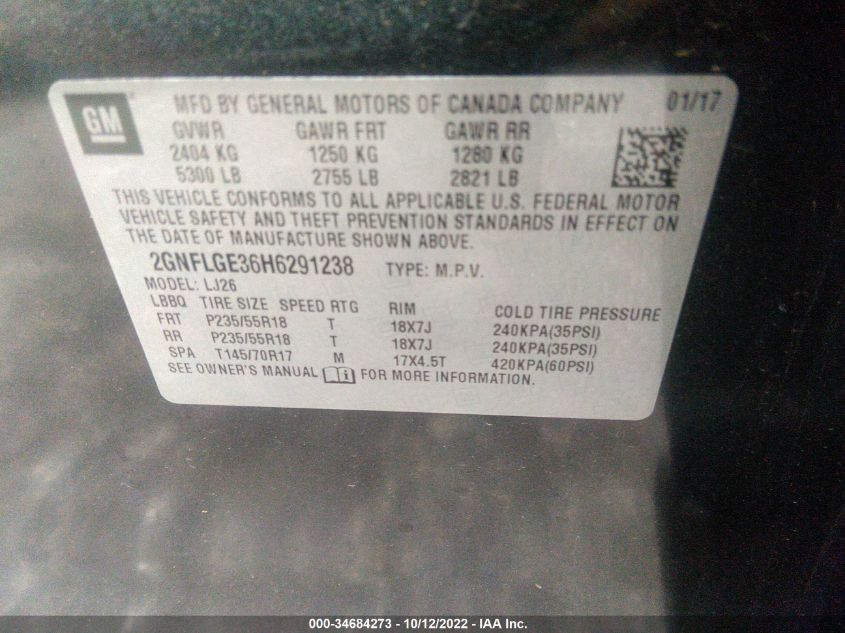 GM MFD BY GENERAL MOTORS OF CANADA COMPANY 01/17
GVWR GAWR FRT GAWR RR
2404 KG 1250 KG 1280 KG
5300 LB 2755 LB 2821 LB
THIS VEHICLE CONFORMS TO ALL APPLICABLE U.S. FEDERAL MOTOR
VEHICLE SAFETY AND THEFT PREVENTION STANDARDS IN EFFECT ON
THE DATE OF MANUFACTURE SHOWN ABOVE.
2GNFLGE36H6291238 TYPE: M.P.V.
MODEL: LJ26
LBBQ TIRE SIZE SPEED RTG RIM COLD TIRE PRESSURE
FRT P235/55R18 T 18X7J 240KPA(35PSI)
RR P235/55R18 T 18X7J 240KPA(35PSI)
SPA T145/70R17 M 17X4.5T 420KPA(60PSI)
SEE OWNER'S MANUAL FOR MORE INFORMATION.
000-34684273 - 10/12/2022 - IAA Inc.